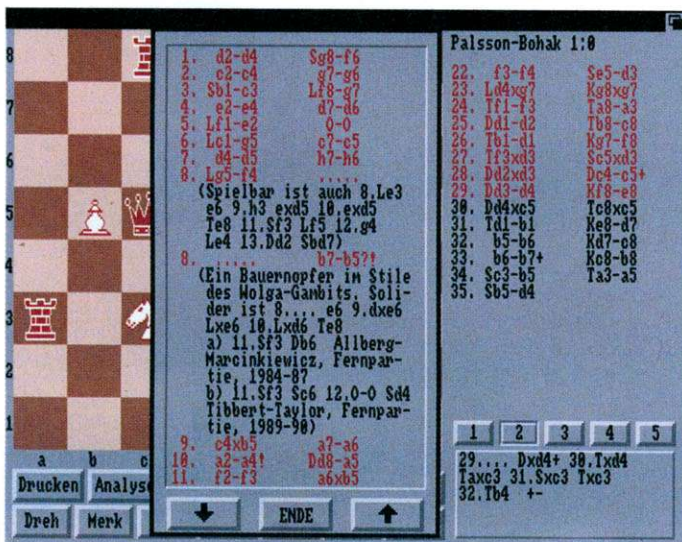 8
7
6
5
4
3
2
1
a b c
Drucken Analyse
Dreh Merk
1. d2-d4 Sg8-f6
2. c2-c4 g7-g6
3. Sb1-c3 Lf8-g7
4. e2-e4 d7-d6
5. Lf1-e2 0-0
6. Lc1-g5 c7-c5
7. d4-d5 h7-h6
8. Lg5-f4 .....
(Spielbar ist auch 8.Le3
e6 9.h3 exd5 10.exd5
Te8 11.Sf3 Lf5 12.g4
Le4 13.Dd2 Sbd7)
8. ..... b7-b5?!
(Ein Bauernopfer im Stile
des Wolga-Gambits. Soli-
der ist 8.... e6 9.dxe6
Lxe6 10.Lxd6 Te8
a) 11.Sf3 Db6 Allberg-
Marcinkiewicz, Fernpar-
tie, 1984-87
b) 11.Sf3 Sc6 12.0-0 Sd4
Tibbert-Taylor, Fernpar-
tie, 1989-90)
9. c4xb5 a7-a6
10. a2-a4! Dd8-a5
11. f2-f3 a6xb5
ENDE
Palsson-Bohak 1:0
22. f3-f4 Se5-d3
23. Ld4xg7 Kg8xg7
24. Tf1-f3 Ta8-a3
25. Dd1-d2 Tb8-c8
26. Tb1-d1 Kg7-f8
27. Tf3xd3 Sc5xd3
28. Dd2xd3 Dc4-c5+
29. Dd3-d4 Kf8-e8
30. Dd4xc5 Tc8xc5
31. Td1-b1 Ke8-d7
32. b5-b6 Kd7-c8
33. b6-b7+ Kc8-b8
34. Sc3-b5 Ta3-a5
35. Sb5-d4
1 2 3 4 5
29.... Dxd4+ 30.Txd4
Taxc3 31.Sxc3 Txc3
32.Tb4 +-